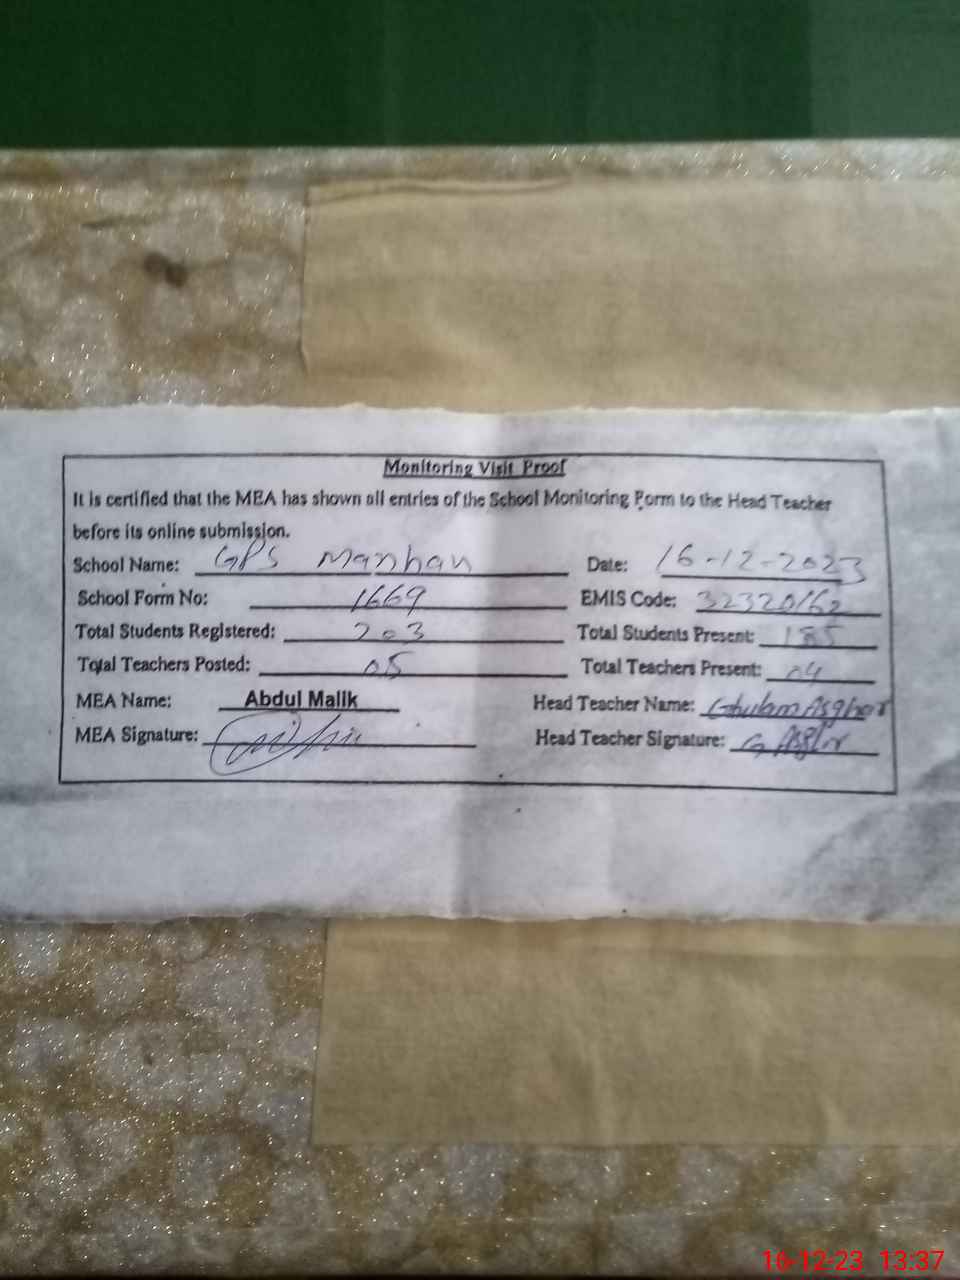 Monitoring Visit Proof
It is certified that the MEA has shown all entries of the School Monitoring Form to the Head Teacher
before its online submission.
School Name: GPS Manhan Date: 16-12-2023
School Form No: 1669 EMIS Code: 32320162
Total Students Registered: 203 Total Students Present: 185
Total Teachers Posted: 05 Total Teachers Present: 04
MEA Name: Abdul Malik Head Teacher Name: Ghulam Asghar
MEA Signature: Head Teacher Signature: G Asghar
16-12-23 13:37